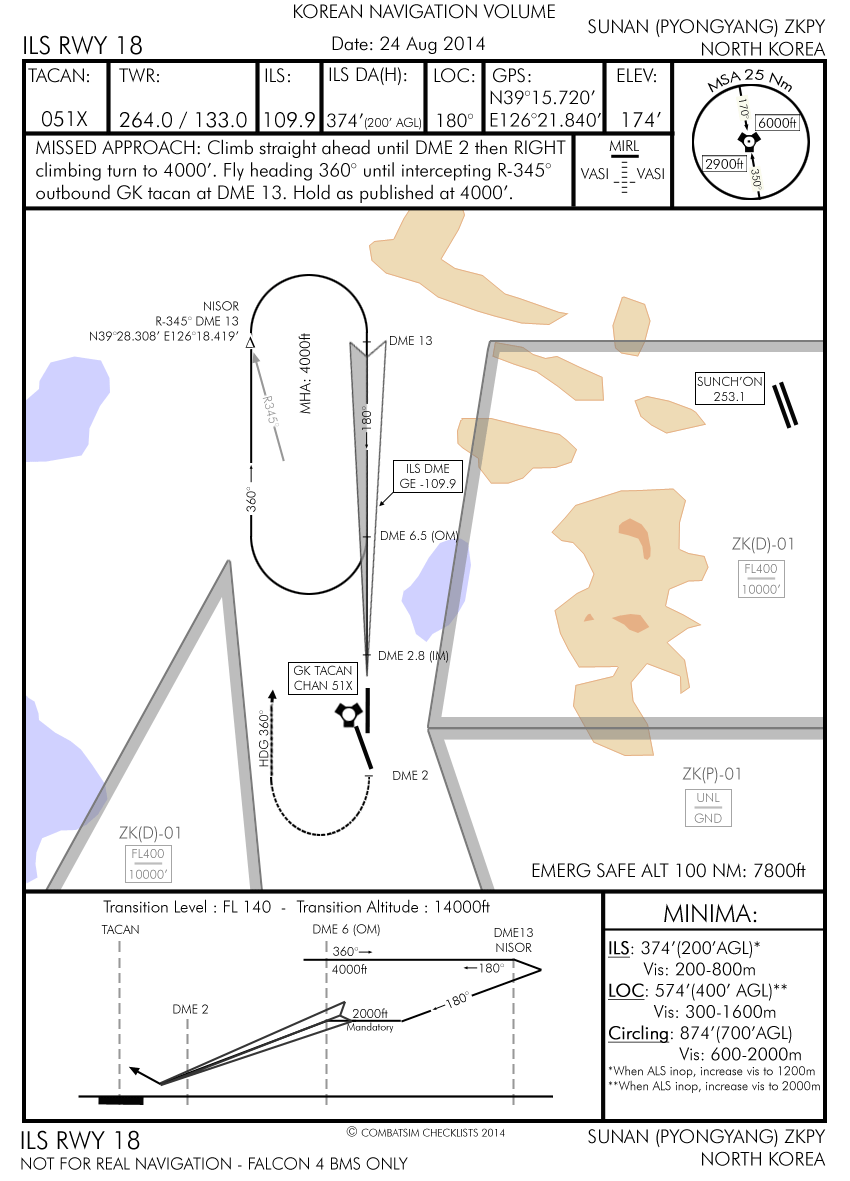 KOREAN NAVIGATION VOLUME
ILS RWY 18
Date: 24 Aug 2014
SUNAN (PYONGYANG) ZKPY
NORTH KOREA
TACAN:
051X
TWR:
264.0 / 133.0
ILS:
109.9
ILS DA(H):
374'(200' AGL)
LOC:
180°
GPS:
N39°15.720'
E126°21.840'
ELEV:
174'
MSA 25 Nm
170°
6000ft
2900ft
350°
MISSED APPROACH: Climb straight ahead until DME 2 then RIGHT
climbing turn to 4000'. Fly heading 360° until intercepting R-345°
outbound GK tacan at DME 13. Hold as published at 4000'.
MIRL
VASI
VASI
NISOR
R-345° DME 13
N39°28.308' E126°18.419'
MHA: 4000ft
R345°
360°
180°
DME 13
ILS DME
GE -109.9
DME 6.5 (OM)
DME 2.8 (IM)
GK TACAN
CHAN 51X
HDG 360°
DME 2
SUNCH'ON
253.1
ZK(D)-01
FL400
10000'
ZK(P)-01
UNL
GND
ZK(D)-01
FL400
10000'
EMERG SAFE ALT 100 NM: 7800ft
Transition Level : FL 140 - Transition Altitude : 14000ft
TACAN
DME 2
DME 6 (OM)
DME13
NISOR
360°
4000ft
180°
180°
2000ft
Mandatory
MINIMA:
ILS: 374'(200'AGL)*
Vis: 200-800m
LOC: 574'(400' AGL)**
Vis: 300-1600m
Circling: 874'(700'AGL)
Vis: 600-2000m
*When ALS inop, increase vis to 1200m
**When ALS inop, increase vis to 2000m
ILS RWY 18
NOT FOR REAL NAVIGATION - FALCON 4 BMS ONLY
© COMBATSIM CHECKLISTS 2014
SUNAN (PYONGYANG) ZKPY
NORTH KOREA